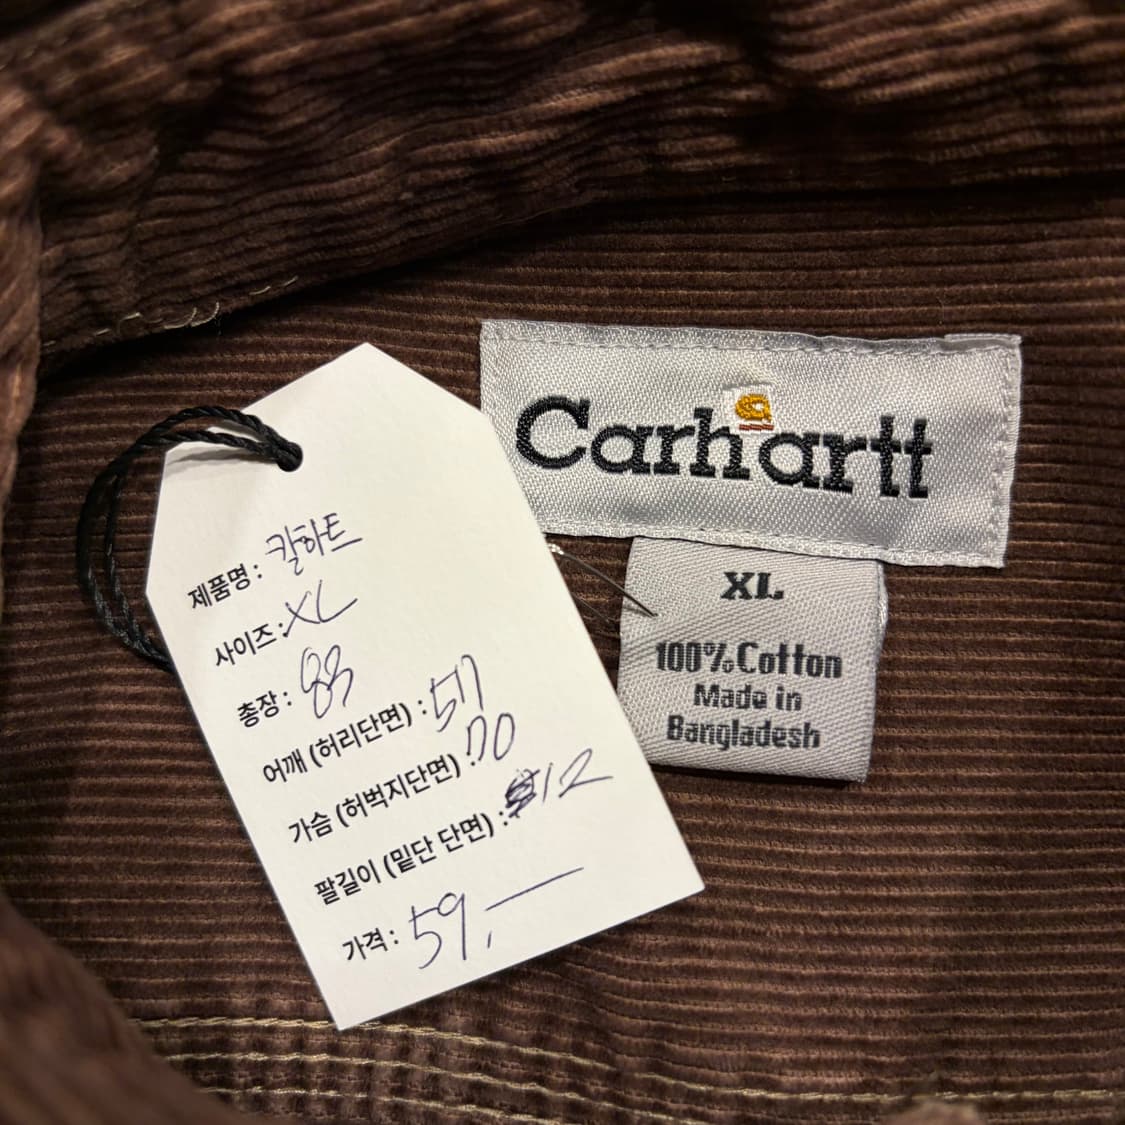 제품명 : 칼하트
사이즈 : XL
총장 : 83
어깨 (허리단면) : 57
가슴 (허벅지단면) : 70
팔길이 (밑단 단면) : 12
가격 : 59,—
Carhartt
XL
100% Cotton
Made in
Bangladesh